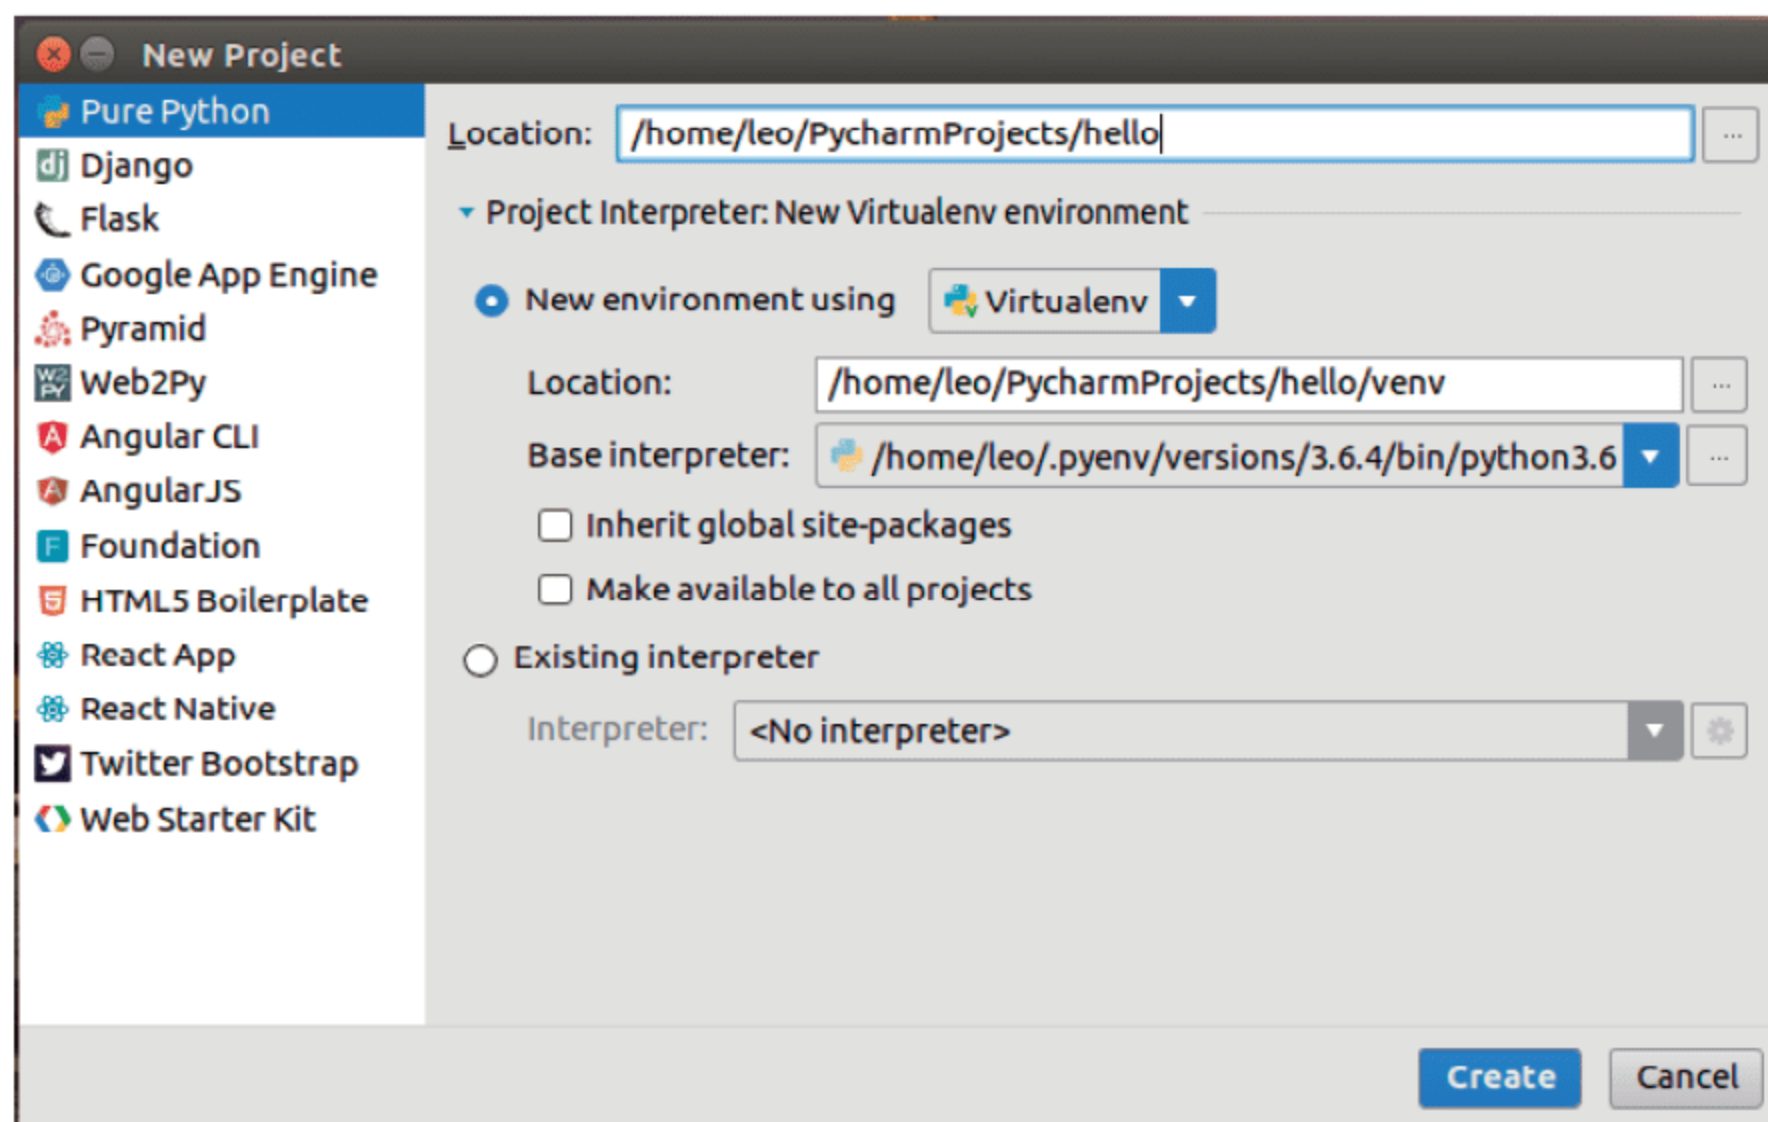 New Project
Pure Python
Django
Flask
Google App Engine
Pyramid
Web2Py
Angular CLI
AngularJS
Foundation
HTML5 Boilerplate
React App
React Native
Twitter Bootstrap
Web Starter Kit
Location: /home/leo/PycharmProjects/hello ...
Project Interpreter: New Virtualenv environment
New environment using Virtualenv
Location: /home/leo/PycharmProjects/hello/venv ...
Base interpreter: /home/leo/.pyenv/versions/3.6.4/bin/python3.6 ...
Inherit global site-packages
Make available to all projects
Existing interpreter
Interpreter: <No interpreter>
Create Cancel